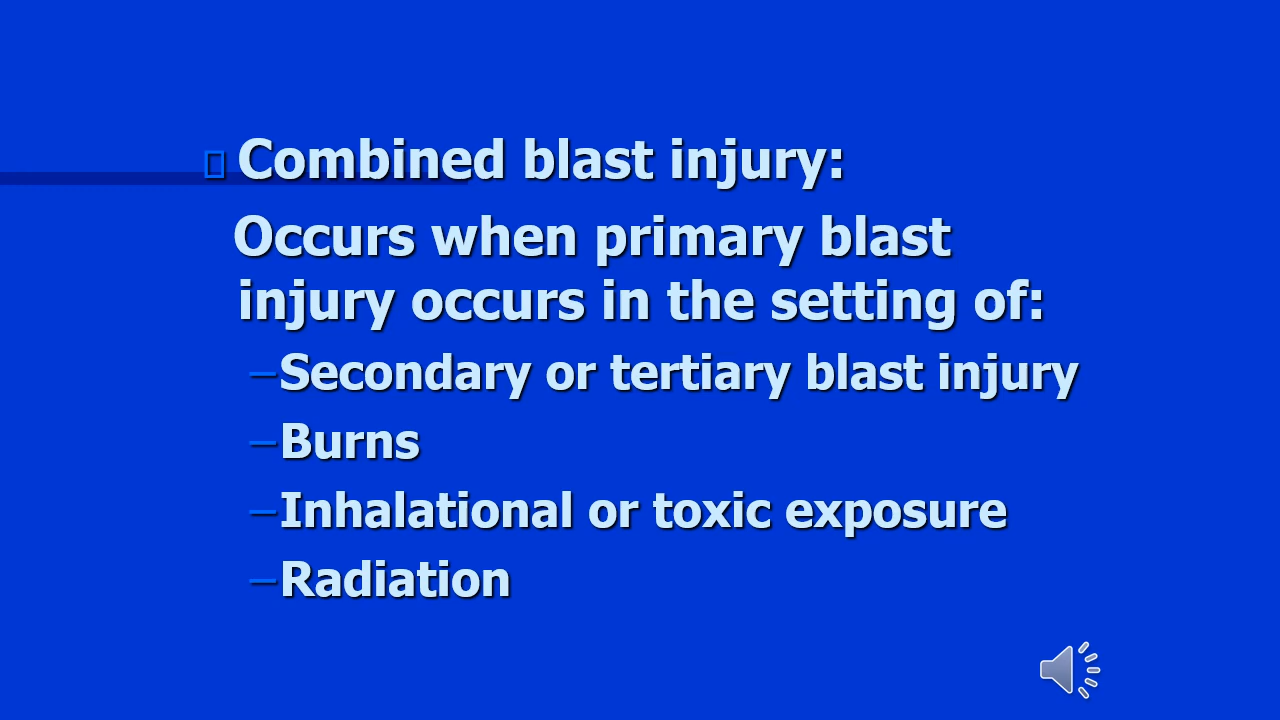 Combined blast injury:
Occurs when primary blast
injury occurs in the setting of:
–Secondary or tertiary blast injury
–Burns
–Inhalational or toxic exposure
–Radiation